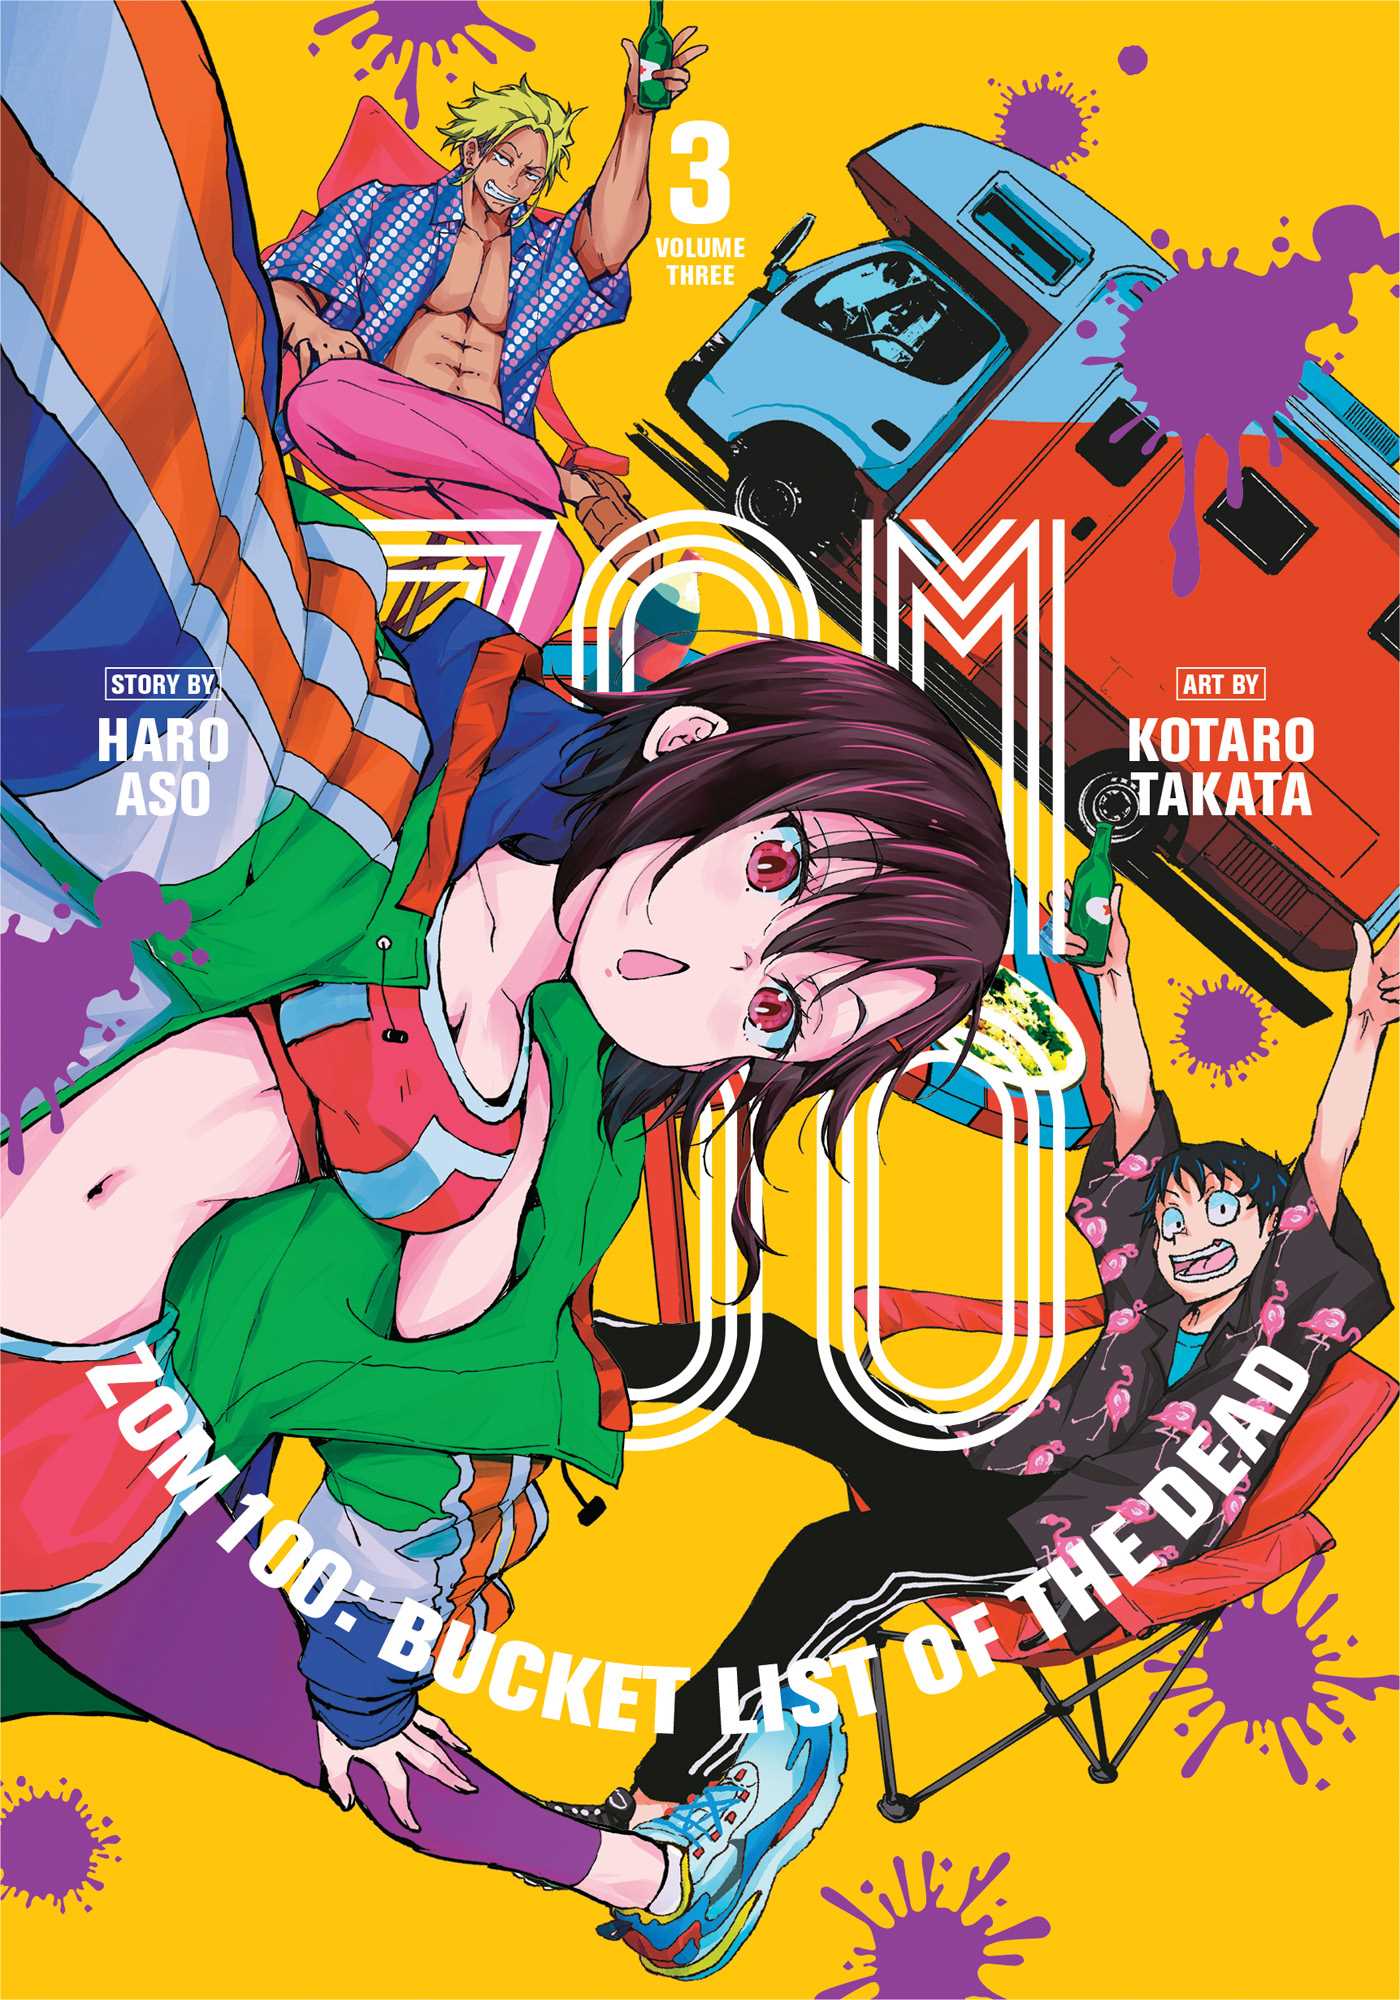 3
VOLUME
THREE
ZOM
100
STORY BY
HARO
ASO
ART BY
KOTARO
TAKATA
ZOM 100: BUCKET LIST OF THE DEAD